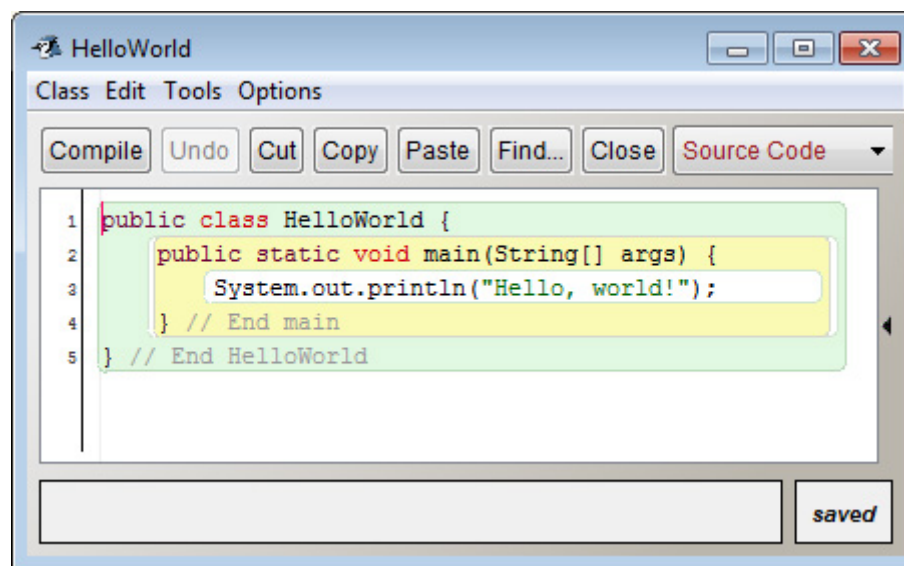 HelloWorld
Class Edit Tools Options
Compile Undo Cut Copy Paste Find... Close Source Code
1 public class HelloWorld {
2 public static void main(String[] args) {
3 System.out.println("Hello, world!");
4 } // End main
5 } // End HelloWorld
saved